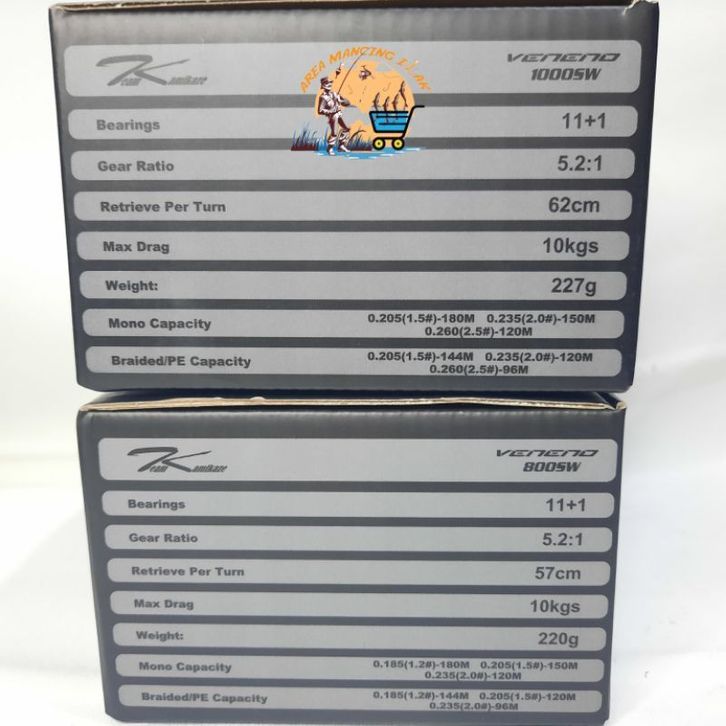 Team Kamikaze
VENENO
1000SW
AREA MANCING ILAK
Bearings 11+1
Gear Ratio 5.2:1
Retrieve Per Turn 62cm
Max Drag 10kgs
Weight: 227g
Mono Capacity 0.205(1.5#)-180M 0.235(2.0#)-150M
0.260(2.5#)-120M
Braided/PE Capacity 0.205(1.5#)-144M 0.235(2.0#)-120M
0.260(2.5#)-96M
Team Kamikaze
VENENO
800SW
Bearings 11+1
Gear Ratio 5.2:1
Retrieve Per Turn 57cm
Max Drag 10kgs
Weight: 220g
Mono Capacity 0.185(1.2#)-180M 0.205(1.5#)-150M
0.235(2.0#)-120M
Braided/PE Capacity 0.185(1.2#)-144M 0.205(1.5#)-120M
0.235(2.0#)-96M